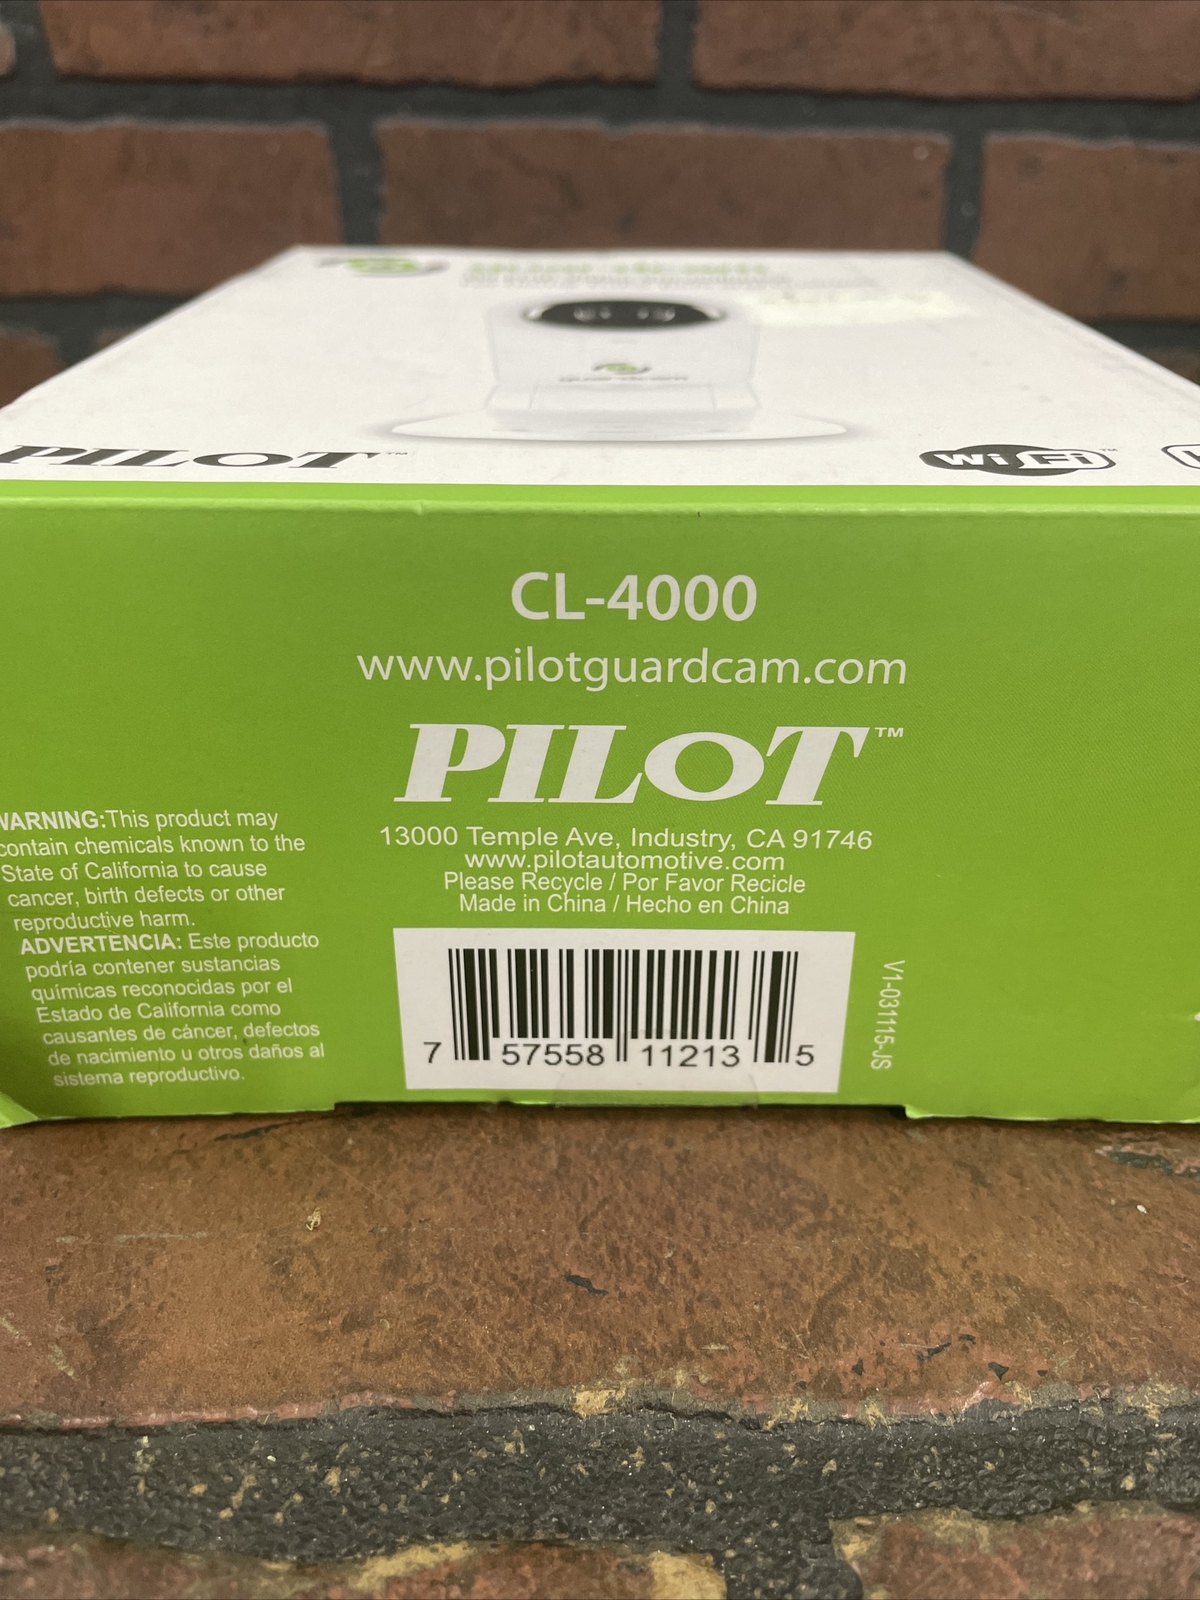 guardcam
PILOT™
Wi Fi™
CL-4000
www.pilotguardcam.com
PILOT™
13000 Temple Ave, Industry, CA 91746
www.pilotautomotive.com
Please Recycle / Por Favor Recicle
Made in China / Hecho en China
WARNING:This product may
contain chemicals known to the
State of California to cause
cancer, birth defects or other
reproductive harm.
ADVERTENCIA: Este producto
podría contener sustancias
químicas reconocidas por el
Estado de California como
causantes de cáncer, defectos
de nacimiento u otros daños al
sistema reproductivo.
7 57558 11213 5
V1-031115-JS